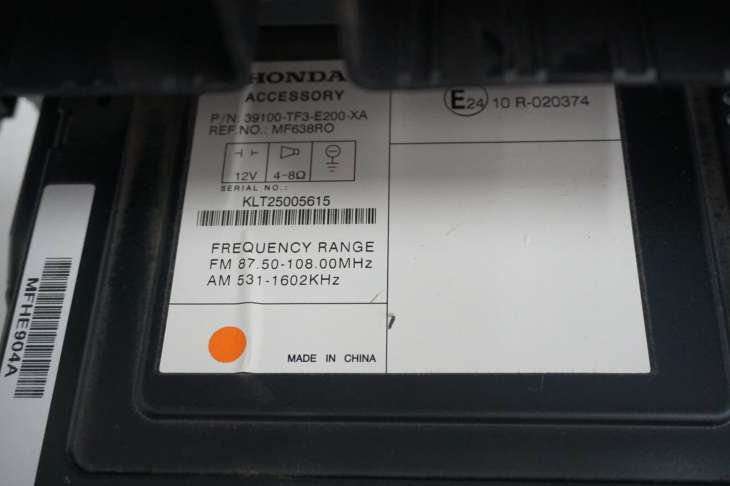 HONDA
ACCESSORY
P/N: 39100-TF3-E200-XA
REF.NO.: MF638RO
12V 4-8Ω
SERIAL NO.:
KLT25005615
FREQUENCY RANGE
FM 87.50-108.00MHz
AM 531-1602KHz
MADE IN CHINA
E24 10 R-020374
MFHE904A